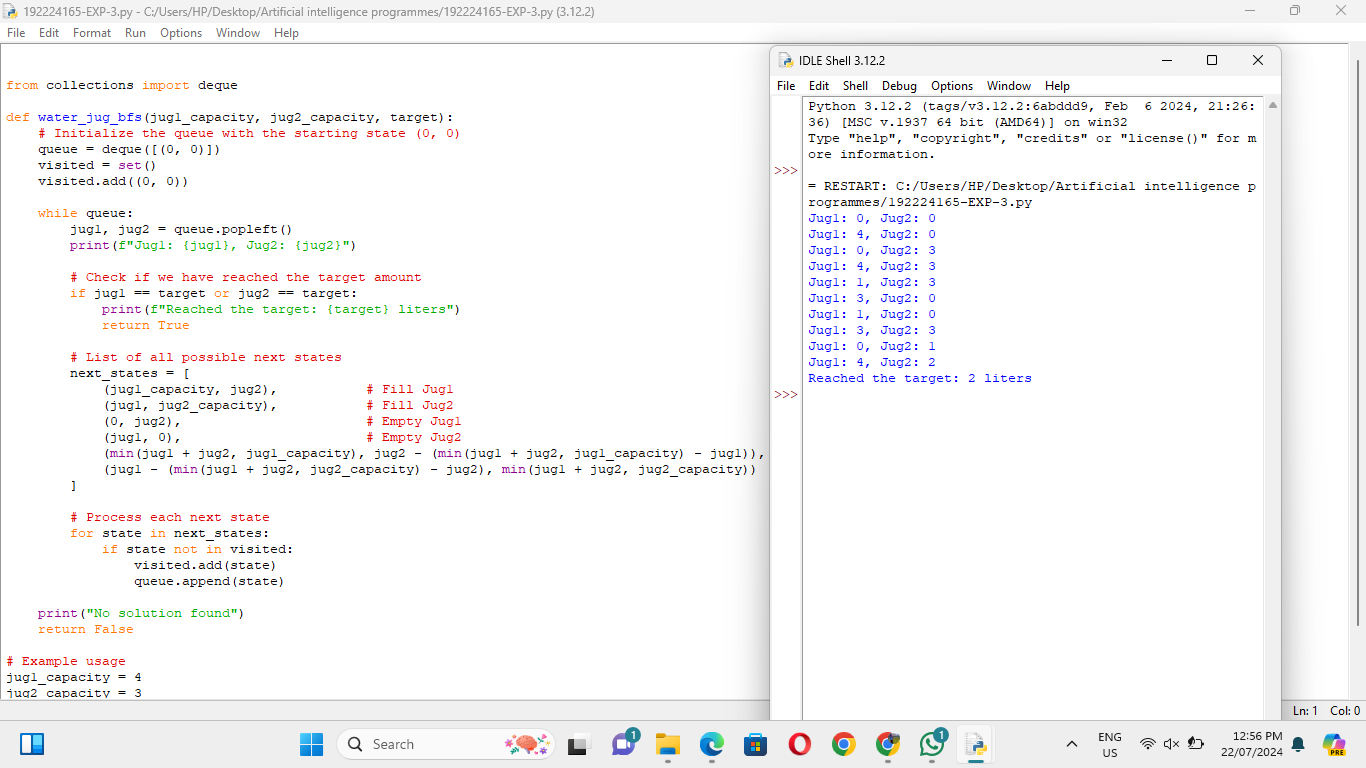 192224165-EXP-3.py - C:/Users/HP/Desktop/Artificial intelligence programmes/192224165-EXP-3.py (3.12.2)
File Edit Format Run Options Window Help
from collections import deque
def water_jug_bfs(jug1_capacity, jug2_capacity, target):
    # Initialize the queue with the starting state (0, 0)
    queue = deque([(0, 0)])
    visited = set()
    visited.add((0, 0))
    while queue:
        jug1, jug2 = queue.popleft()
        print(f"Jug1: {jug1}, Jug2: {jug2}")
        # Check if we have reached the target amount
        if jug1 == target or jug2 == target:
            print(f"Reached the target: {target} liters")
            return True
        # List of all possible next states
        next_states = [
            (jug1_capacity, jug2),           # Fill Jug1
            (jug1, jug2_capacity),           # Fill Jug2
            (0, jug2),                       # Empty Jug1
            (jug1, 0),                       # Empty Jug2
            (min(jug1 + jug2, jug1_capacity), jug2 - (min(jug1 + jug2, jug1_capacity) - jug1)),
            (jug1 - (min(jug1 + jug2, jug2_capacity) - jug2), min(jug1 + jug2, jug2_capacity))
        ]
        # Process each next state
        for state in next_states:
            if state not in visited:
                visited.add(state)
                queue.append(state)
    print("No solution found")
    return False
# Example usage
jug1_capacity = 4
jug2_capacity = 3
IDLE Shell 3.12.2
File Edit Shell Debug Options Window Help
Python 3.12.2 (tags/v3.12.2:6abddd9, Feb  6 2024, 21:26:
36) [MSC v.1937 64 bit (AMD64)] on win32
Type "help", "copyright", "credits" or "license()" for m
ore information.
>>>
= RESTART: C:/Users/HP/Desktop/Artificial intelligence p
rogrammes/192224165-EXP-3.py
Jug1: 0, Jug2: 0
Jug1: 4, Jug2: 0
Jug1: 0, Jug2: 3
Jug1: 4, Jug2: 3
Jug1: 1, Jug2: 3
Jug1: 3, Jug2: 0
Jug1: 1, Jug2: 0
Jug1: 3, Jug2: 3
Jug1: 0, Jug2: 1
Jug1: 4, Jug2: 2
Reached the target: 2 liters
>>>
Ln: 1 Col: 0
Search
1
1
ENG
US
12:56 PM
22/07/2024
PRE